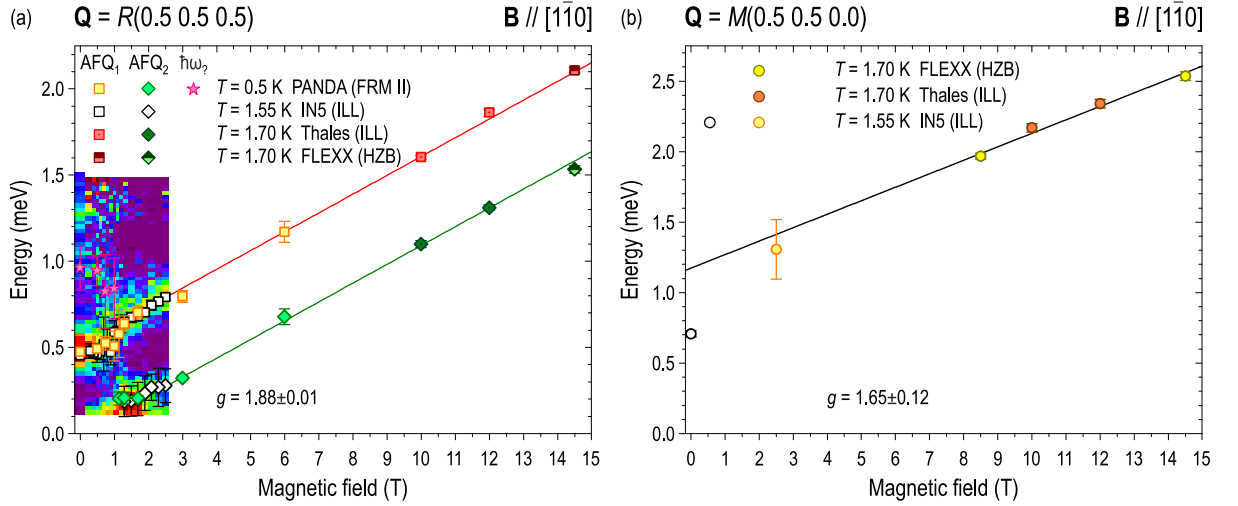 (a) Q = R(0.5 0.5 0.5) B // [11̅0]
AFQ₁ AFQ₂ ħω?
T = 0.5 K PANDA (FRM II)
T = 1.55 K IN5 (ILL)
T = 1.70 K Thales (ILL)
T = 1.70 K FLEXX (HZB)
2.0
1.5
1.0
0.5
0.0
Energy (meV)
g = 1.88±0.01
0 1 2 3 4 5 6 7 8 9 10 11 12 13 14 15
Magnetic field (T)
(b) Q = M(0.5 0.5 0.0) B // [11̅0]
T = 1.70 K FLEXX (HZB)
T = 1.70 K Thales (ILL)
T = 1.55 K IN5 (ILL)
2.5
2.0
1.5
1.0
0.5
0.0
Energy (meV)
g = 1.65±0.12
0 1 2 3 4 5 6 7 8 9 10 11 12 13 14 15
Magnetic field (T)